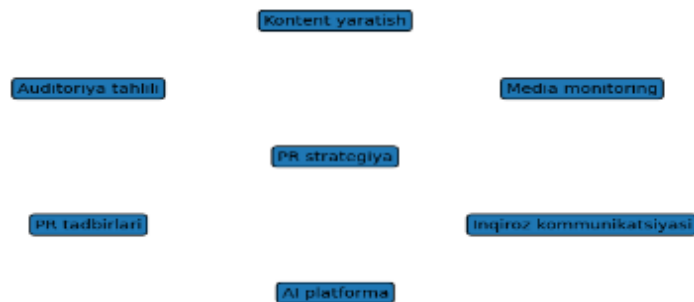 Kontent yaratish
Auditoriya tahlili
Media monitoring
PR strategiya
PR tadbirlari
Inqiroz kommunikatsiyasi
AI platforma